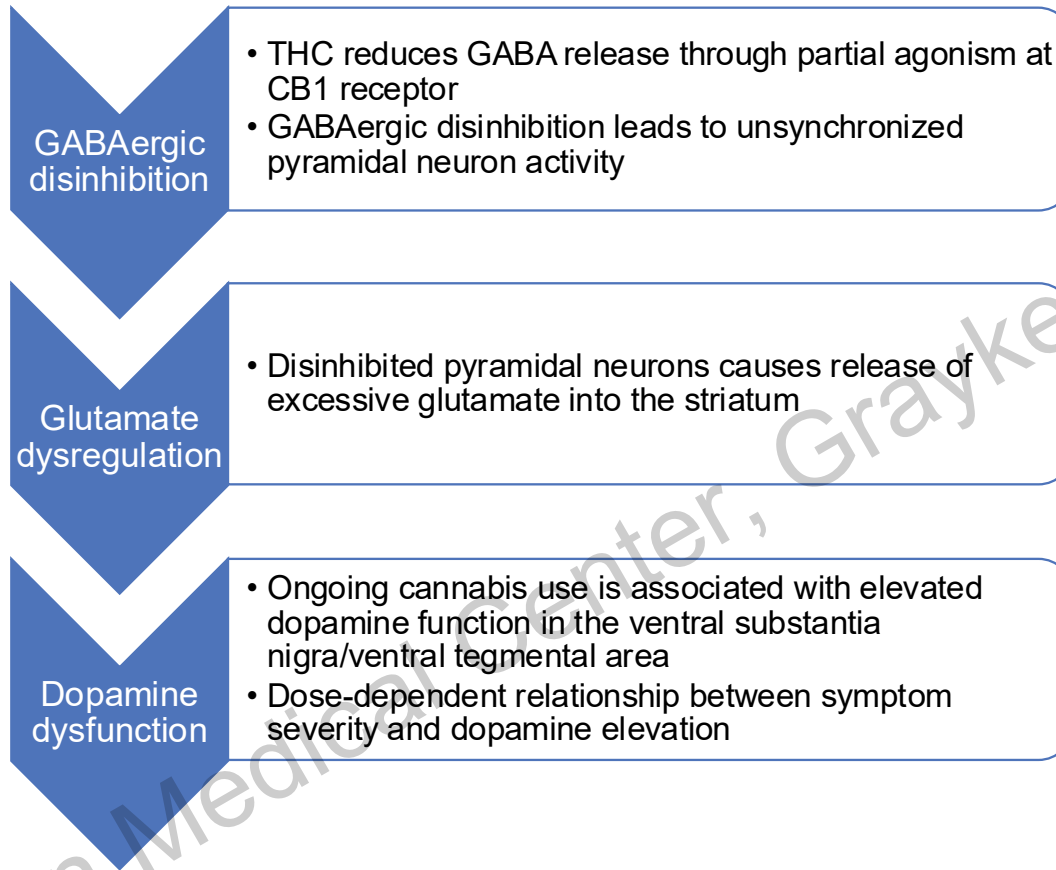 GABAergic
disinhibition
• THC reduces GABA release through partial agonism at
CB1 receptor
• GABAergic disinhibition leads to unsynchronized
pyramidal neuron activity
Glutamate
dysregulation
• Disinhibited pyramidal neurons causes release of
excessive glutamate into the striatum
Dopamine
dysfunction
• Ongoing cannabis use is associated with elevated
dopamine function in the ventral substantia
nigra/ventral tegmental area
• Dose-dependent relationship between symptom
severity and dopamine elevation
Medical Center,